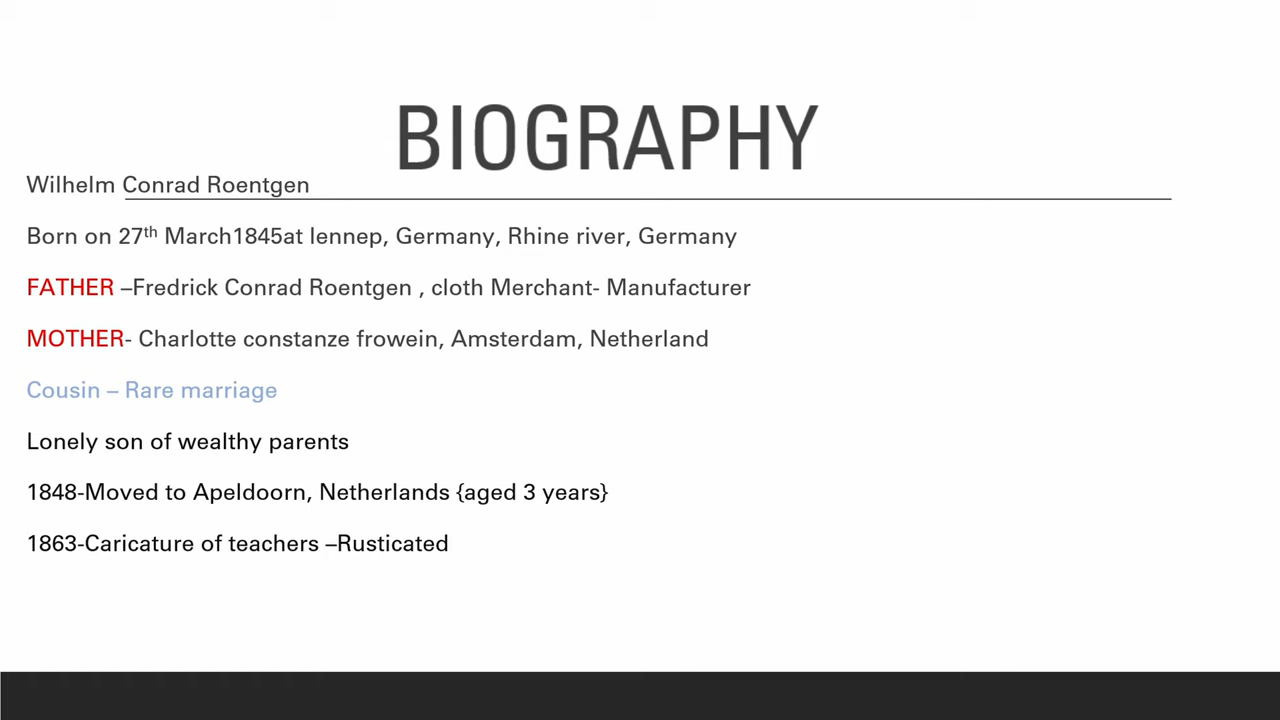 BIOGRAPHY
Wilhelm Conrad Roentgen
Born on 27th March1845at lennep, Germany, Rhine river, Germany
FATHER –Fredrick Conrad Roentgen , cloth Merchant- Manufacturer
MOTHER- Charlotte constanze frowein, Amsterdam, Netherland
Cousin – Rare marriage
Lonely son of wealthy parents
1848-Moved to Apeldoorn, Netherlands {aged 3 years}
1863-Caricature of teachers –Rusticated